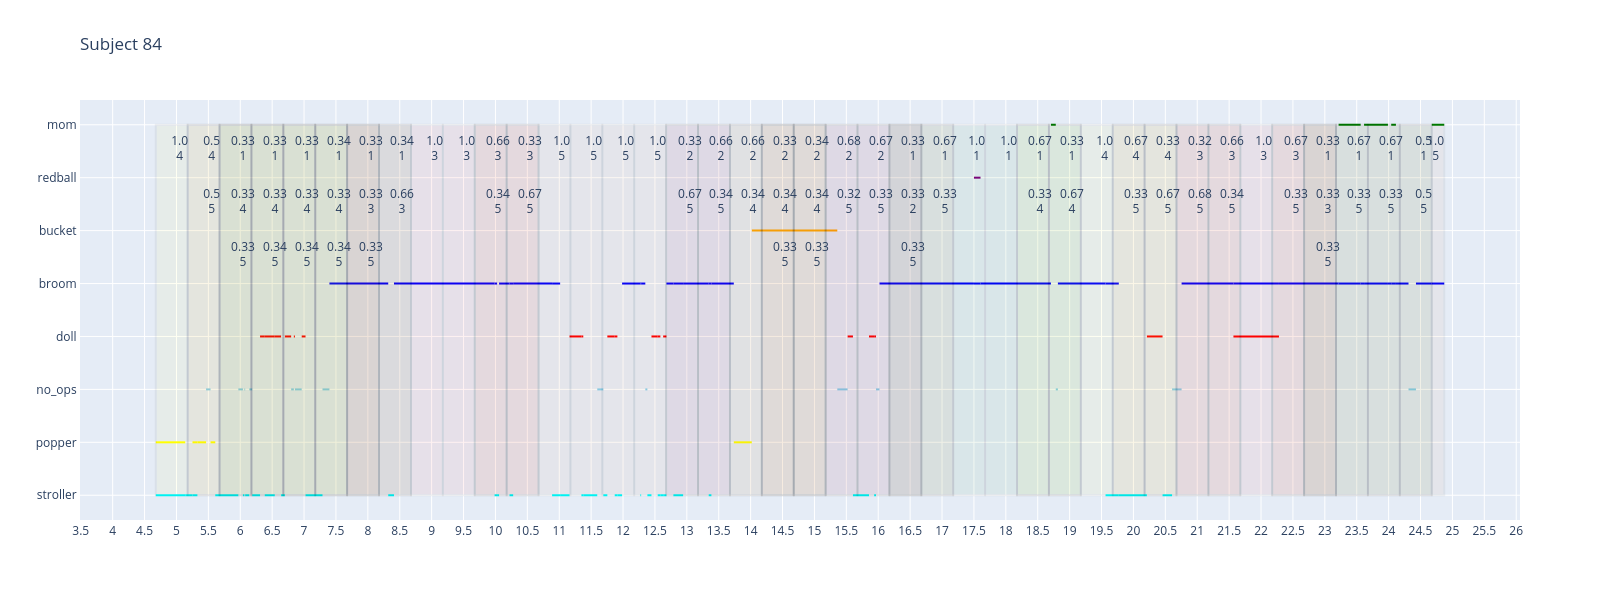 Subject 84
mom
1.0 0.5 0.33 0.33 0.33 0.34 0.33 0.34 1.0 1.0 0.66 0.33 1.0 1.0 1.0 1.0 0.33 0.66 0.66 0.33 0.34 0.68 0.67 0.33 0.67 1.0 1.0 0.67 0.33 1.0 0.67 0.33 0.32 0.66 1.0 0.67 0.33 0.67 0.67 0.5 1.0
4 4 1 1 1 1 1 1 3 3 3 3 5 5 5 5 2 2 2 2 2 2 2 1 1 1 1 1 1 4 4 4 3 3 3 3 1 1 1 1 5
redball
0.5 0.33 0.33 0.33 0.33 0.33 0.66 0.34 0.67 0.67 0.34 0.34 0.34 0.34 0.32 0.33 0.33 0.33 0.33 0.67 0.33 0.67 0.68 0.34 0.33 0.33 0.33 0.33 0.5
5 4 4 4 4 3 3 5 5 5 5 4 4 4 5 5 2 5 4 4 5 5 5 5 5 3 5 5 5
bucket
0.33 0.34 0.34 0.34 0.33 0.33 0.33 0.33 0.33
5 5 5 5 5 5 5 5 5
broom
doll
no_ops
popper
stroller
3.5 4 4.5 5 5.5 6 6.5 7 7.5 8 8.5 9 9.5 10 10.5 11 11.5 12 12.5 13 13.5 14 14.5 15 15.5 16 16.5 17 17.5 18 18.5 19 19.5 20 20.5 21 21.5 22 22.5 23 23.5 24 24.5 25 25.5 26